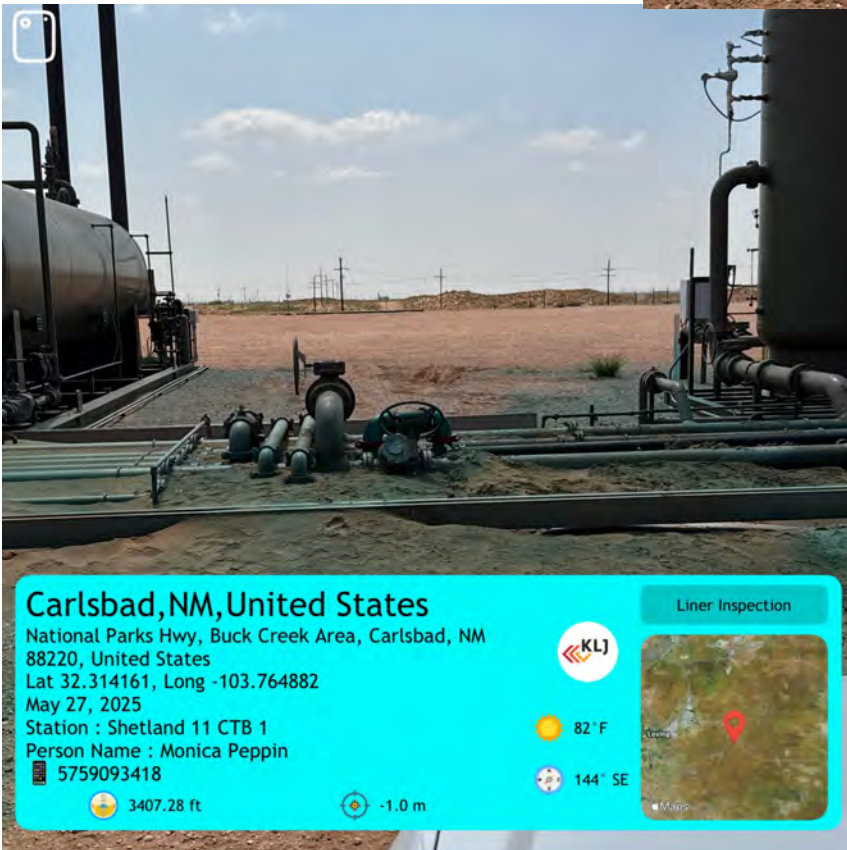 Carlsbad,NM,United States
National Parks Hwy, Buck Creek Area, Carlsbad, NM
88220, United States
Lat 32.314161, Long -103.764882
May 27, 2025
Station : Shetland 11 CTB 1
Person Name : Monica Peppin
5759093418
3407.28 ft
-1.0 m
KLJ
82°F
144° SE
Liner Inspection
Loving
Maps